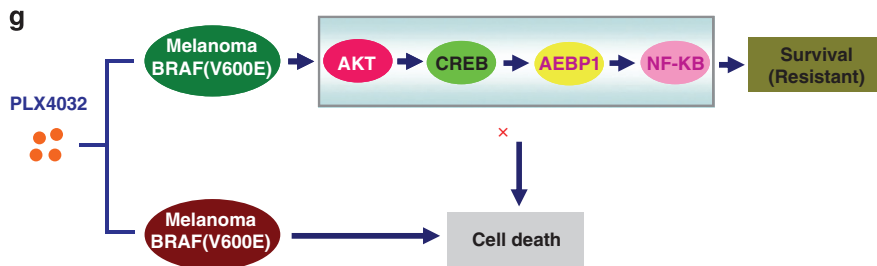 g
Melanoma
BRAF(V600E)
AKT
CREB
AEBP1
NF-KB
Survival
(Resistant)
PLX4032
×
Melanoma
BRAF(V600E)
Cell death